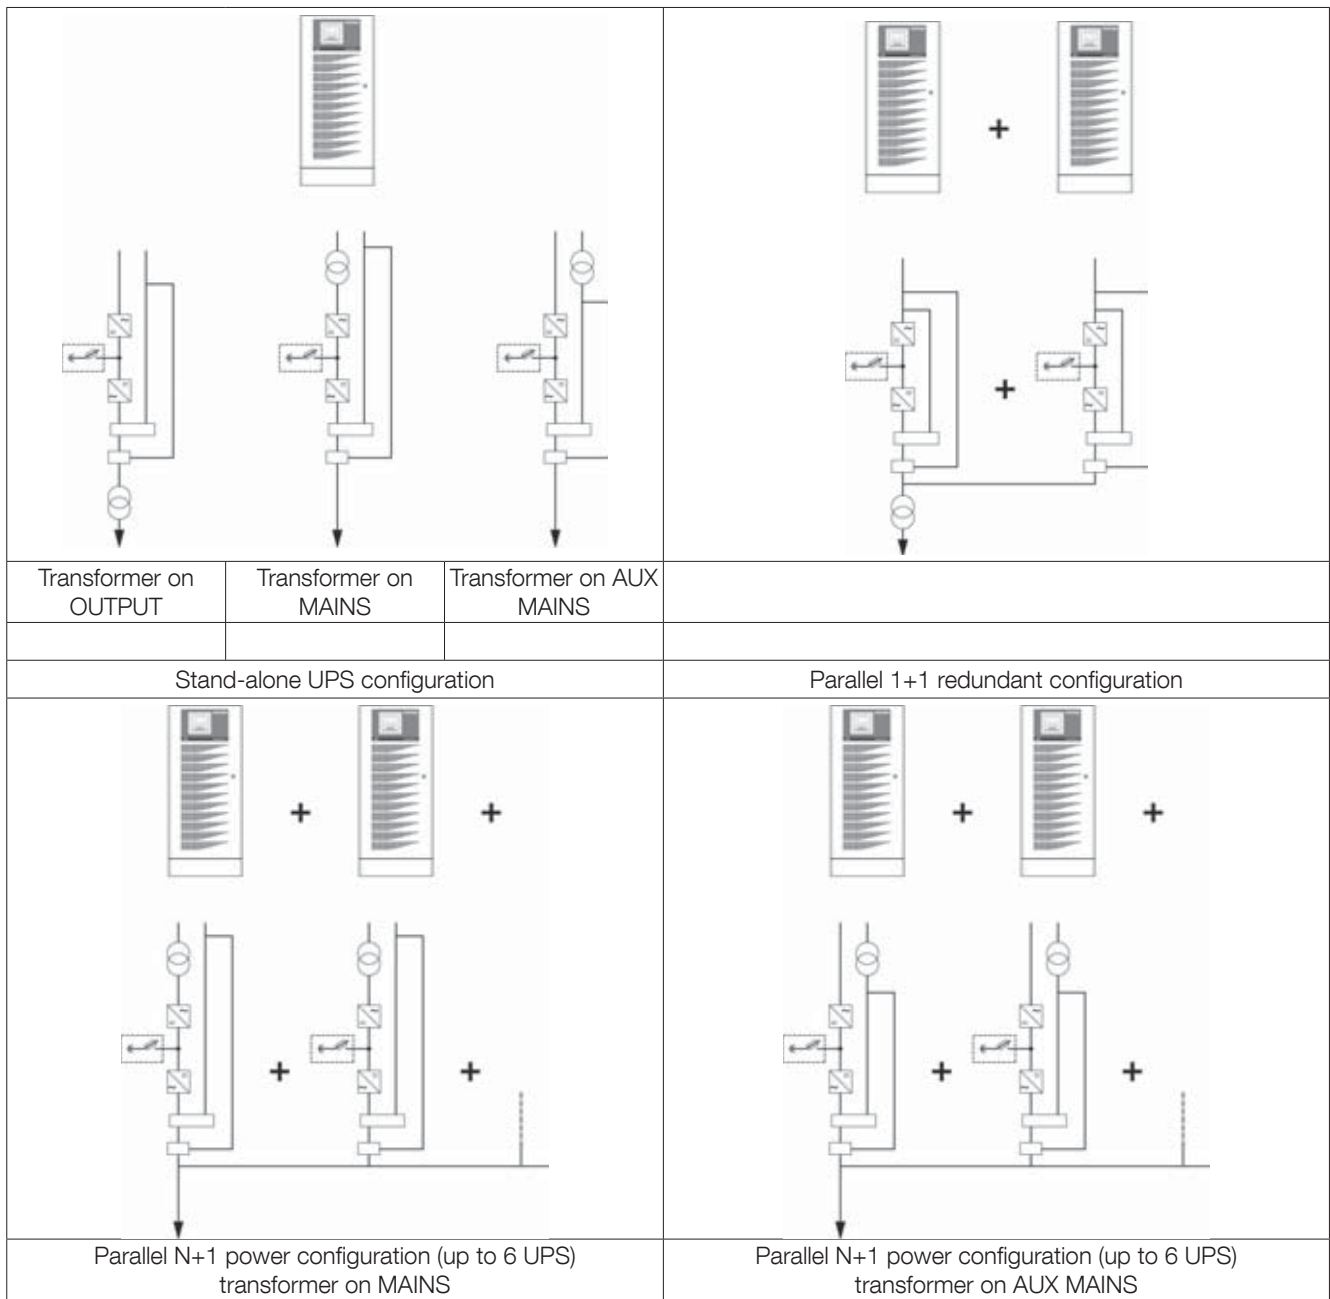 +
+
Transformer on
OUTPUT
Transformer on
MAINS
Transformer on AUX
MAINS
Stand-alone UPS configuration
Parallel 1+1 redundant configuration
+ +
+ +
+ +
+ +
Parallel N+1 power configuration (up to 6 UPS)
transformer on MAINS
Parallel N+1 power configuration (up to 6 UPS)
transformer on AUX MAINS